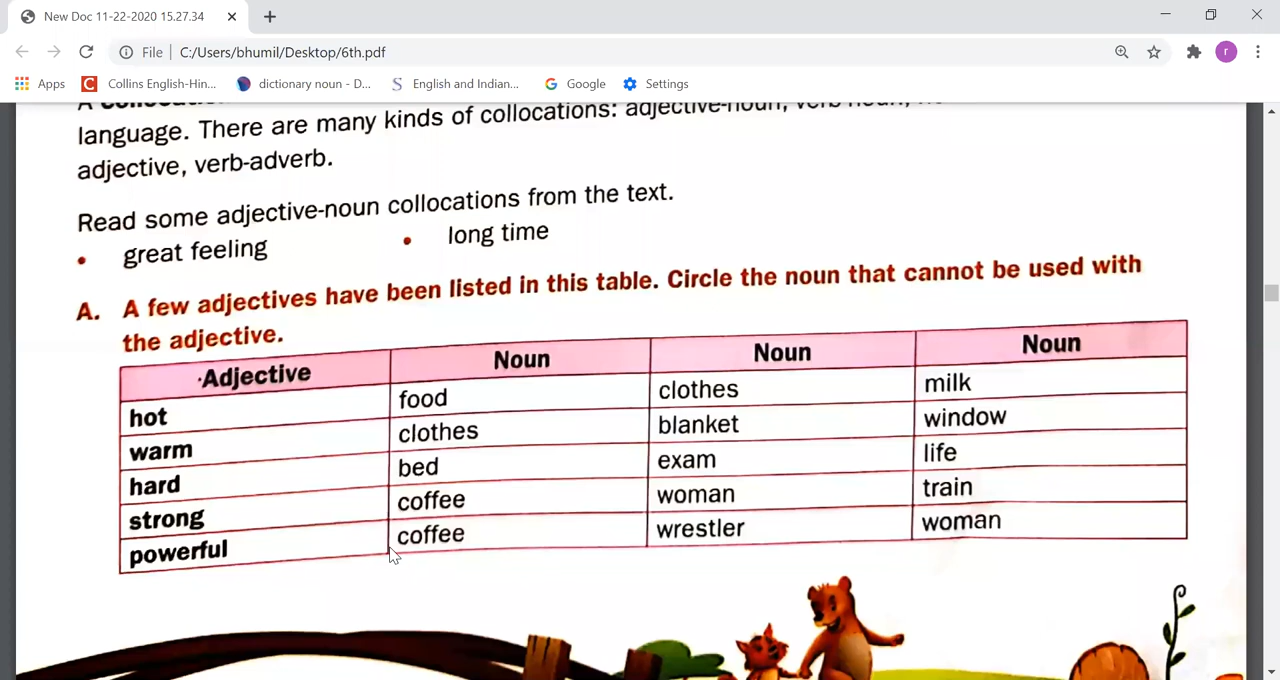 New Doc 11-22-2020 15.27.34
File | C:/Users/bhumil/Desktop/6th.pdf
r
Apps Collins English-Hin... dictionary noun - D... English and Indian... Google Settings
language. There are many kinds of collocations: adjective-noun, verb-noun,
adjective, verb-adverb.
Read some adjective-noun collocations from the text.
• great feeling • long time
A. A few adjectives have been listed in this table. Circle the noun that cannot be used with
the adjective.
Adjective Noun Noun Noun
hot food clothes milk
warm clothes blanket window
hard bed exam life
strong coffee woman train
powerful coffee wrestler woman